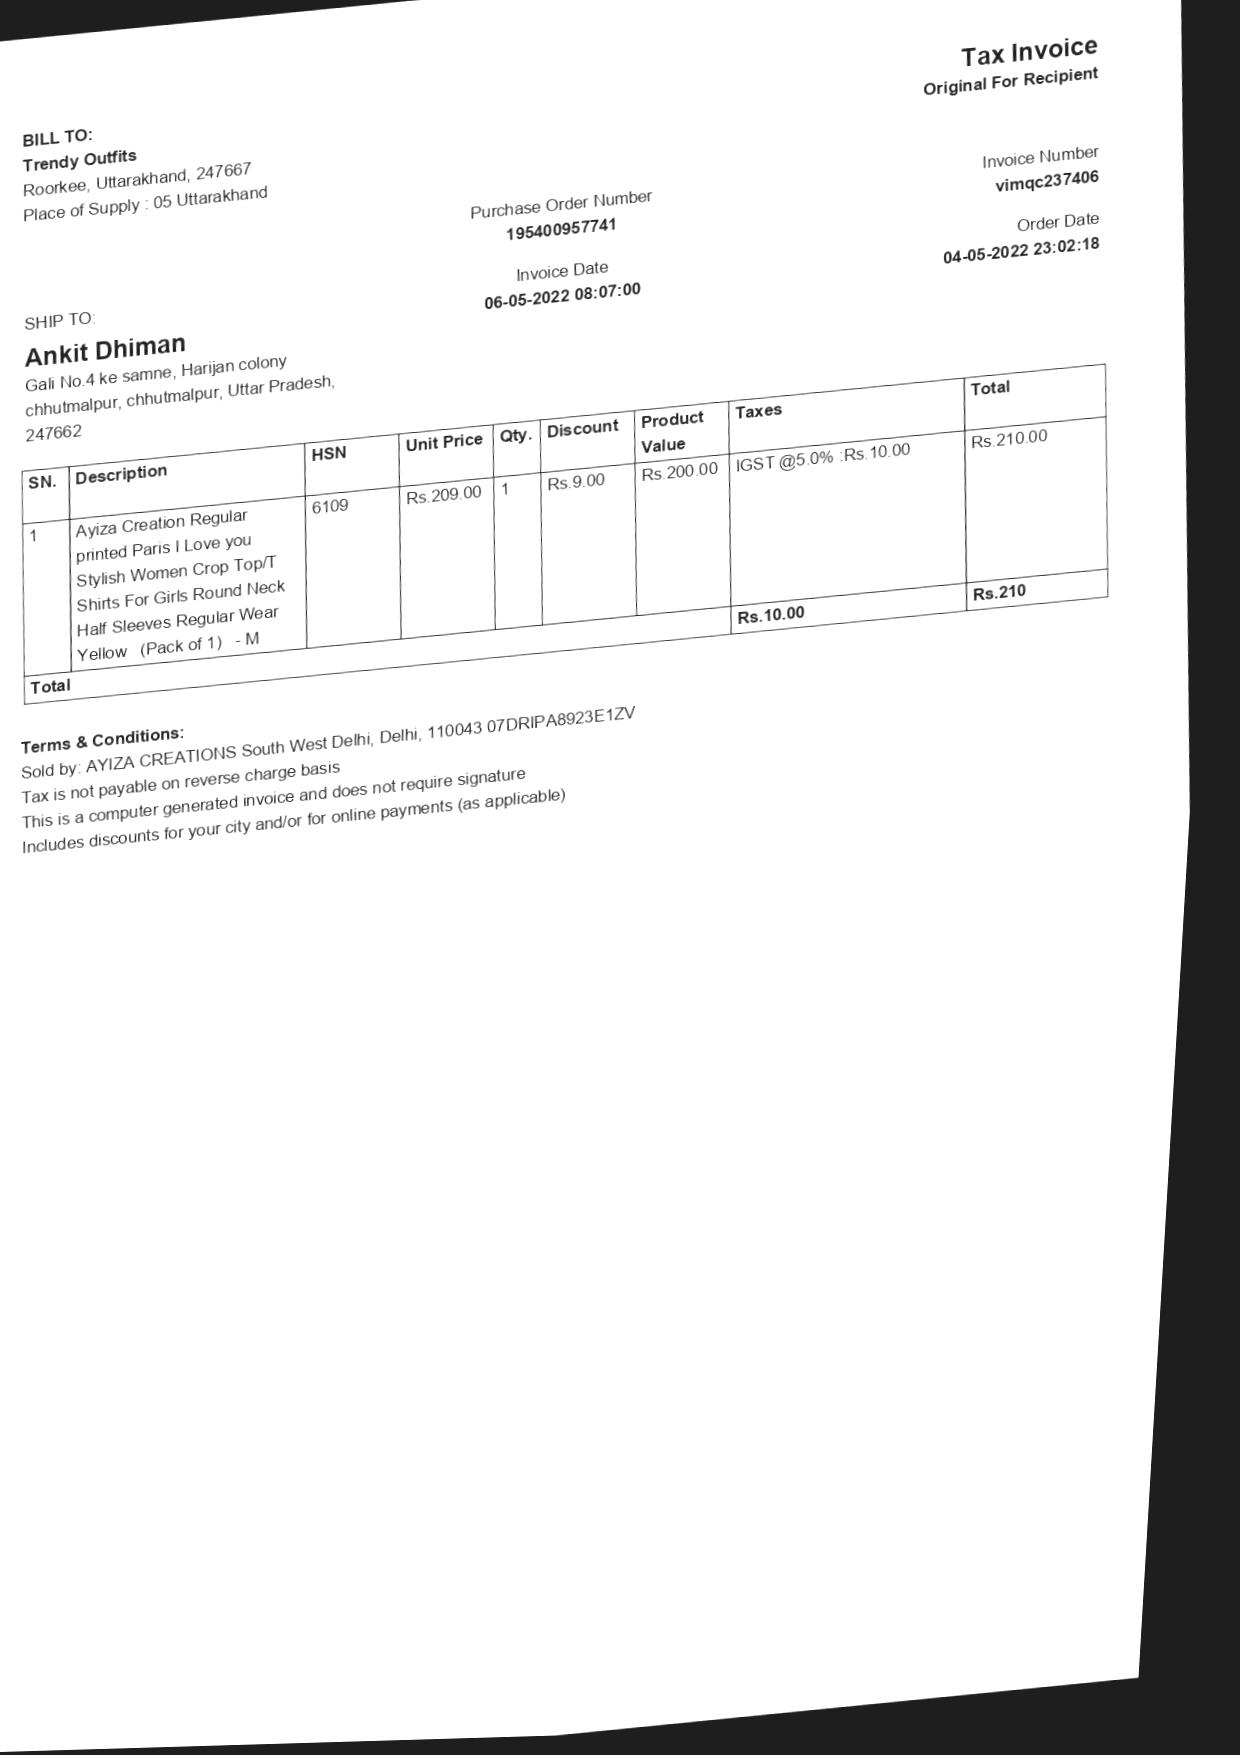 Tax Invoice
Original For Recipient
BILL TO:
Trendy Outfits
Roorkee, Uttarakhand, 247667
Place of Supply : 05 Uttarakhand
Purchase Order Number
195400957741
Invoice Number
vimqc237406
Invoice Date
06-05-2022 08:07:00
Order Date
04-05-2022 23:02:18
SHIP TO:
Ankit Dhiman
Gali No.4 ke samne, Harijan colony
chhutmalpur, chhutmalpur, Uttar Pradesh,
247662
SN. Description HSN Unit Price Qty. Discount Product Value Taxes Total
1 Ayiza Creation Regular 6109 Rs.209.00 1 Rs.9.00 Rs.200.00 IGST @5.0% :Rs.10.00 Rs.210.00
printed Paris I Love you
Stylish Women Crop Top/T
Shirts For Girls Round Neck
Half Sleeves Regular Wear
Yellow (Pack of 1) - M
Total Rs.10.00 Rs.210
Terms & Conditions:
Sold by: AYIZA CREATIONS South West Delhi, Delhi, 110043 07DRIPA8923E1ZV
Tax is not payable on reverse charge basis
This is a computer generated invoice and does not require signature
Includes discounts for your city and/or for online payments (as applicable)